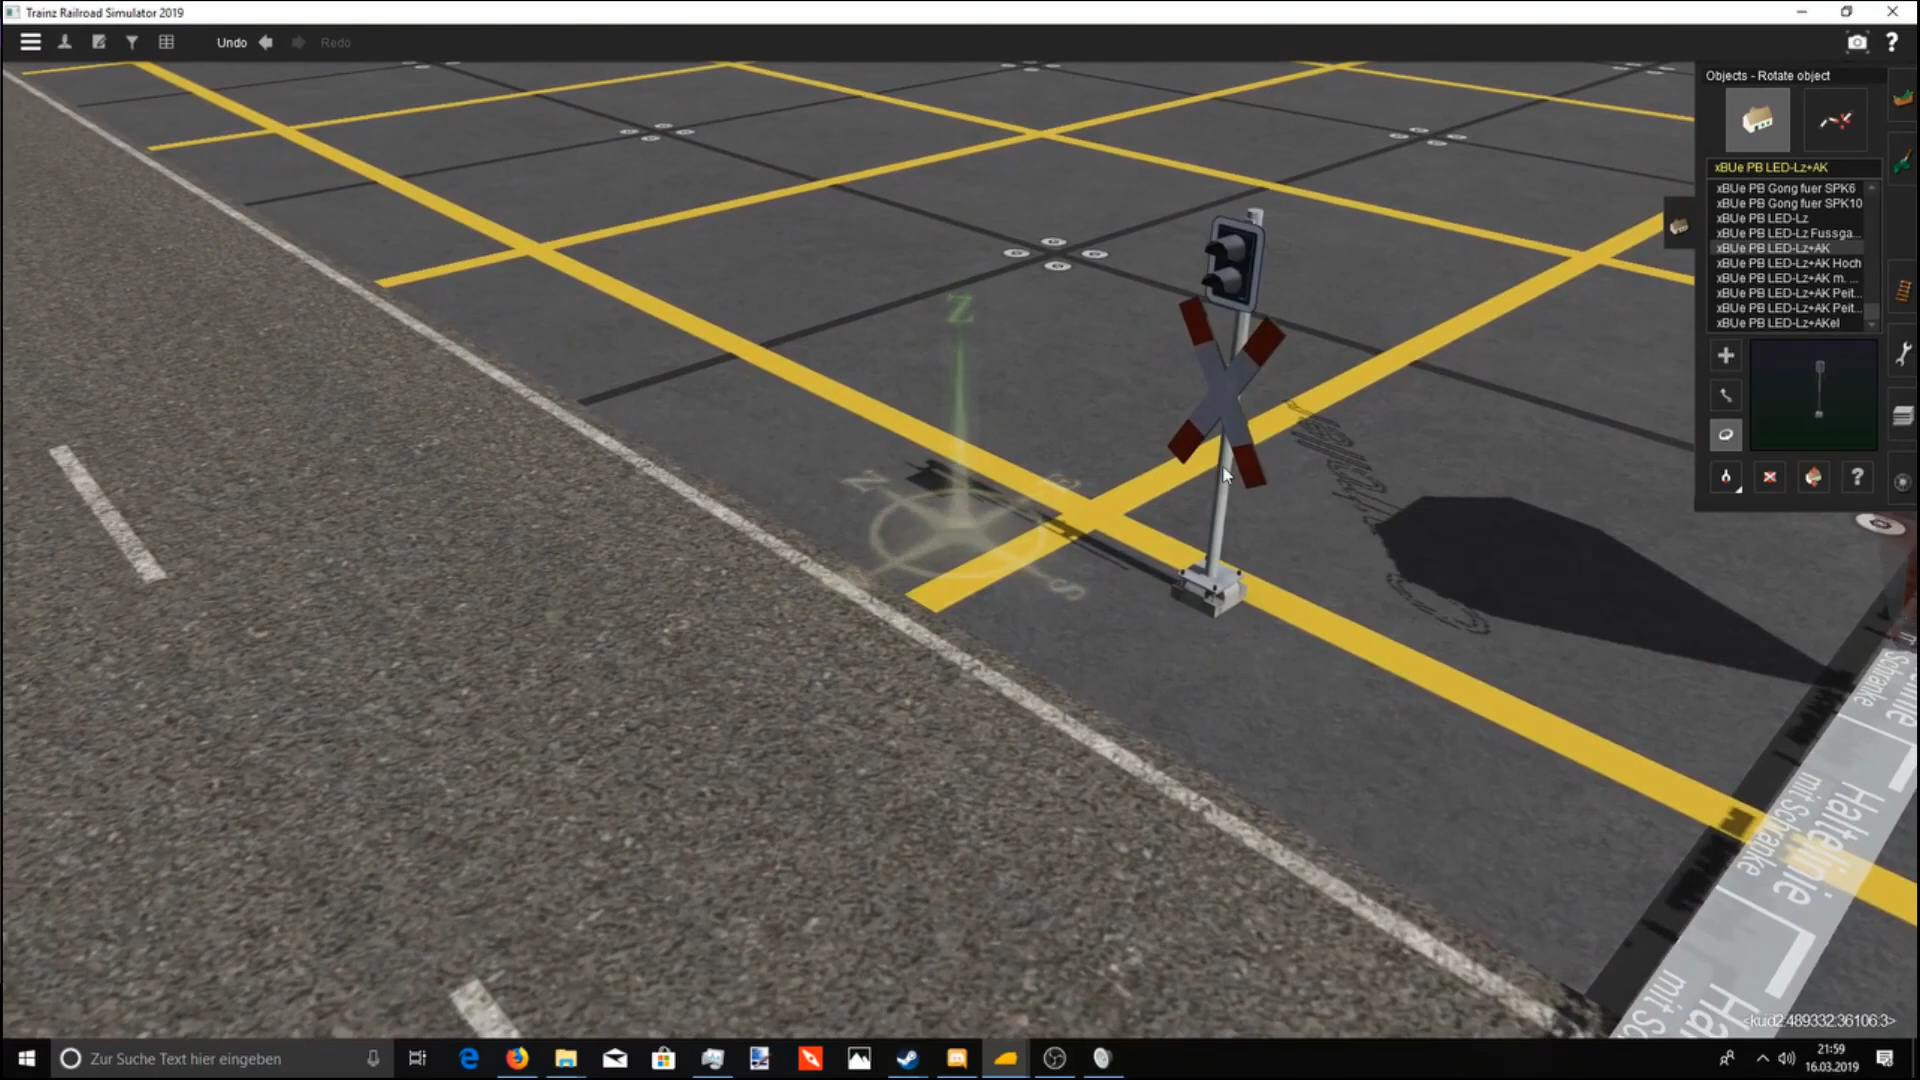 Trainz Railroad Simulator 2019
Undo
Redo
?
Objects - Rotate object
xBUe PB LED-Lz+AK
xBUe PB Gong fuer SPK6
xBUe PB Gong fuer SPK10
xBUe PB LED-Lz
xBUe PB LED-Lz Fussga...
xBUe PB LED-Lz+AK
xBUe PB LED-Lz+AK Hoch
xBUe PB LED-Lz+AK m. ...
xBUe PB LED-Lz+AK Peit...
xBUe PB LED-Lz+AK Peit...
xBUe PB LED-Lz+AKel
?
Z
N
S
Haltelinie
mit Schranke
Schranke
<kuid2:489332:36106:3>
Zur Suche Text hier eingeben
21:59
16.03.2019